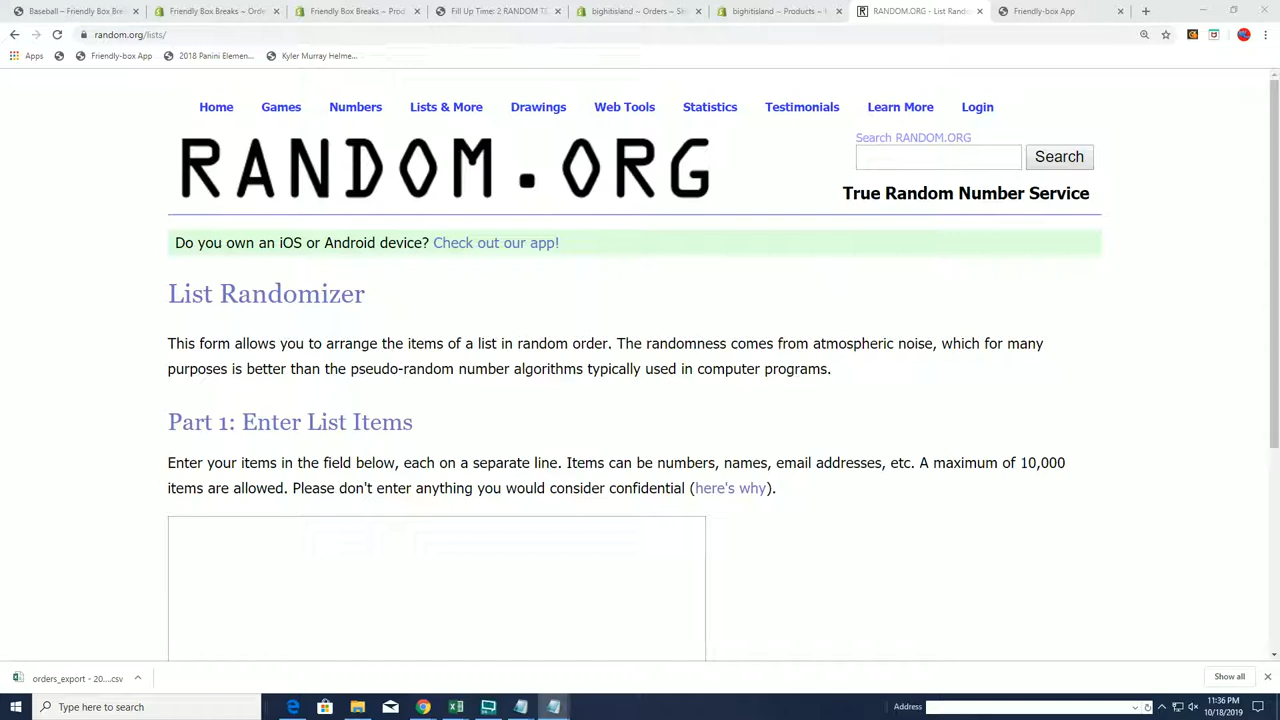 Baseball – Friendly Box Bre
Friendly Box Breaks ~ Orde
Friendly Box Breaks ~ Prod
Fill Up Time: 2 RANDOM T
bighitisland ~ Orders ~ S
bighitisland ~ Products ~
RANDOM.ORG - List Rand
Friendly-box App
random.org/lists/
Apps
Friendly-box App
2018 Panini Elemen...
Kyler Murray Helme...
Home Games Numbers Lists & More Drawings Web Tools Statistics Testimonials Learn More Login
RANDOM.ORG
Search RANDOM.ORG
Search
True Random Number Service
Do you own an iOS or Android device? Check out our app!
List Randomizer
This form allows you to arrange the items of a list in random order. The randomness comes from atmospheric noise, which for many
purposes is better than the pseudo-random number algorithms typically used in computer programs.
Part 1: Enter List Items
Enter your items in the field below, each on a separate line. Items can be numbers, names, email addresses, etc. A maximum of 10,000
items are allowed. Please don't enter anything you would consider confidential (here's why).
orders_export - 20....csv
Show all
Type here to search
Address
11:36 PM
10/18/2019